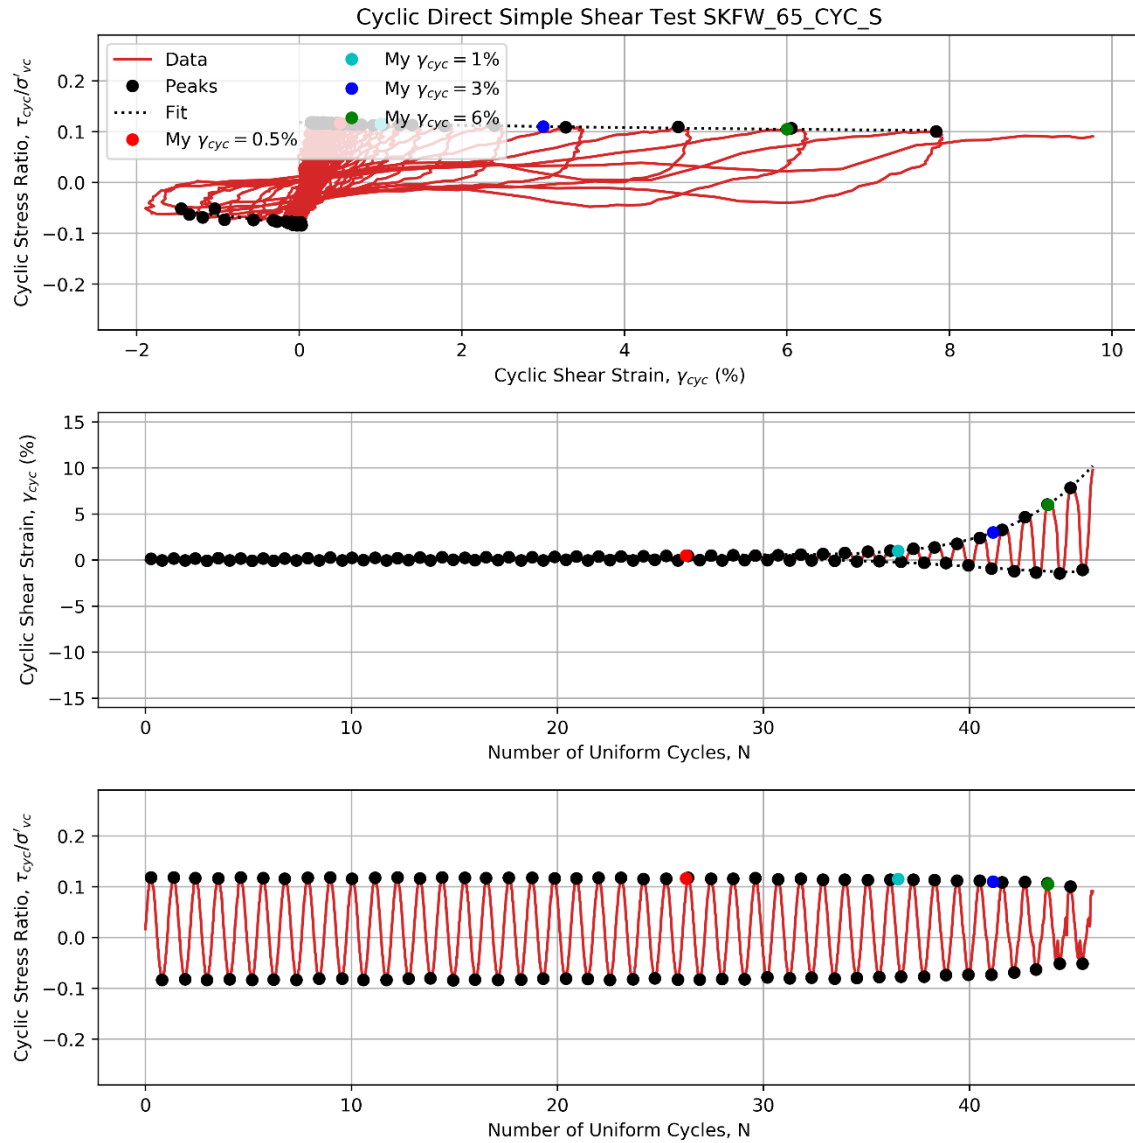 Cyclic Direct Simple Shear Test SKFW_65_CYC_S
Data
Peaks
Fit
My γcyc = 0.5%
My γcyc = 1%
My γcyc = 3%
My γcyc = 6%
Cyclic Stress Ratio, τcyc/σ′vc
0.2
0.1
0.0
−0.1
−0.2
−2 0 2 4 6 8 10
Cyclic Shear Strain, γcyc (%)
Cyclic Shear Strain, γcyc (%)
15
10
5
0
−5
−10
−15
0 10 20 30 40
Number of Uniform Cycles, N
Cyclic Stress Ratio, τcyc/σ′vc
0.2
0.1
0.0
−0.1
−0.2
0 10 20 30 40
Number of Uniform Cycles, N